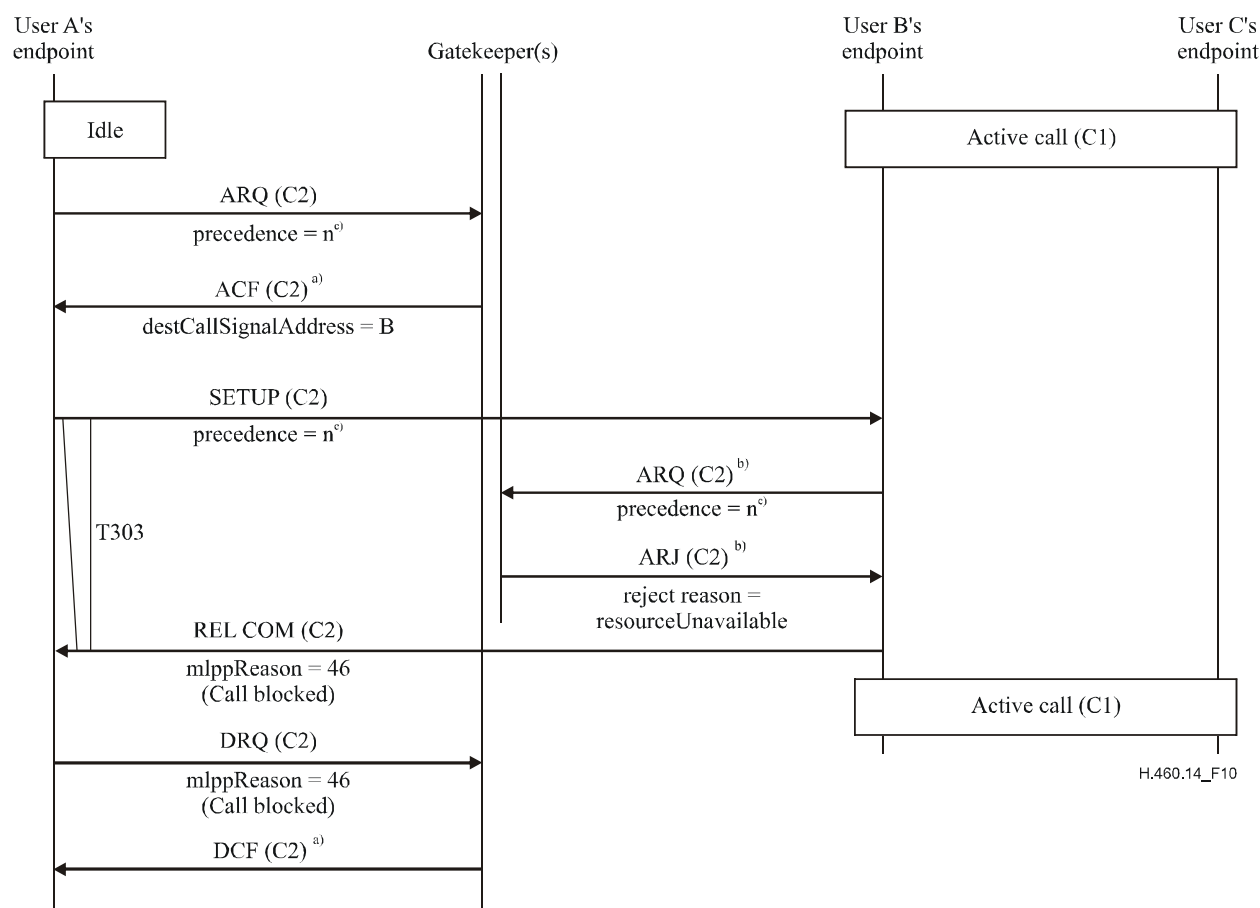 User A's
endpoint
Gatekeeper(s)
User B's
endpoint
User C's
endpoint
Idle
Active call (C1)
ARQ (C2)
precedence = n c)
ACF (C2) a)
destCallSignalAddress = B
SETUP (C2)
precedence = n c)
ARQ (C2) b)
precedence = n c)
T303
ARJ (C2) b)
reject reason =
resourceUnavailable
REL COM (C2)
mlppReason = 46
(Call blocked)
Active call (C1)
DRQ (C2)
mlppReason = 46
(Call blocked)
H.460.14_F10
DCF (C2) a)